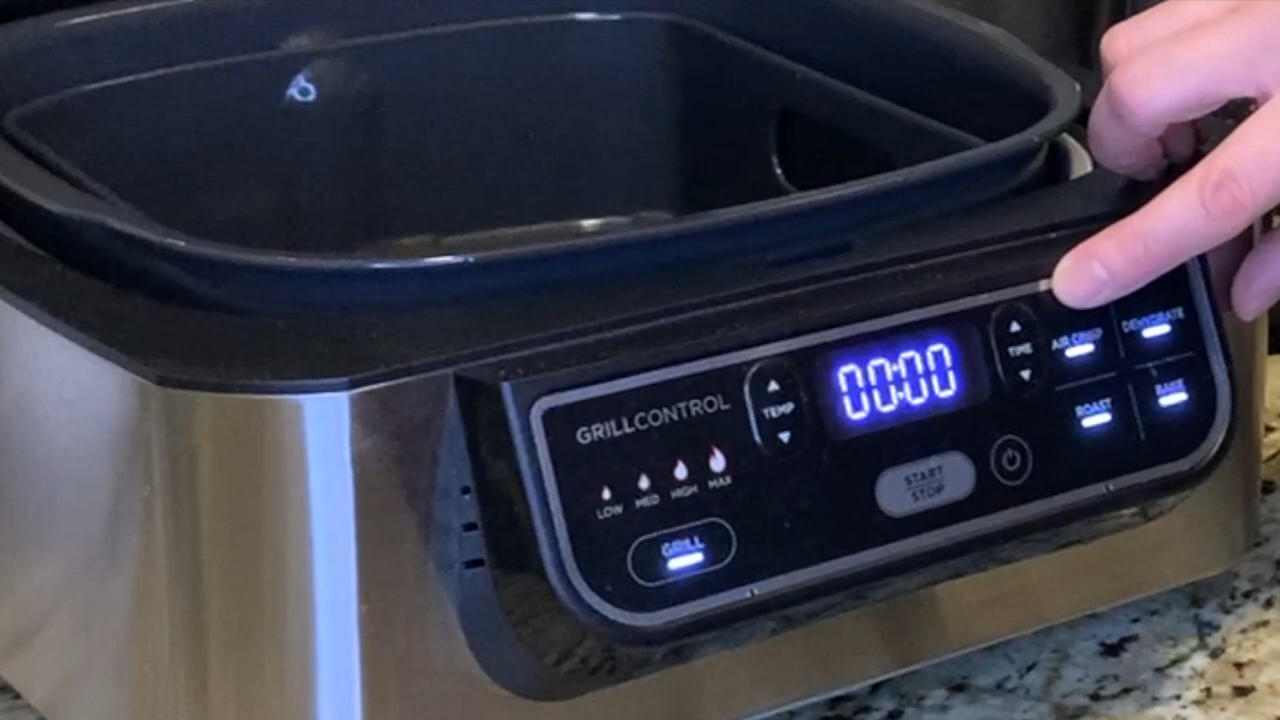 GRILLCONTROL
LOW MED HIGH MAX
GRILL
TEMP
00:00
TIME
START
STOP
AIR CRISP
DEHYDRATE
ROAST
BAKE